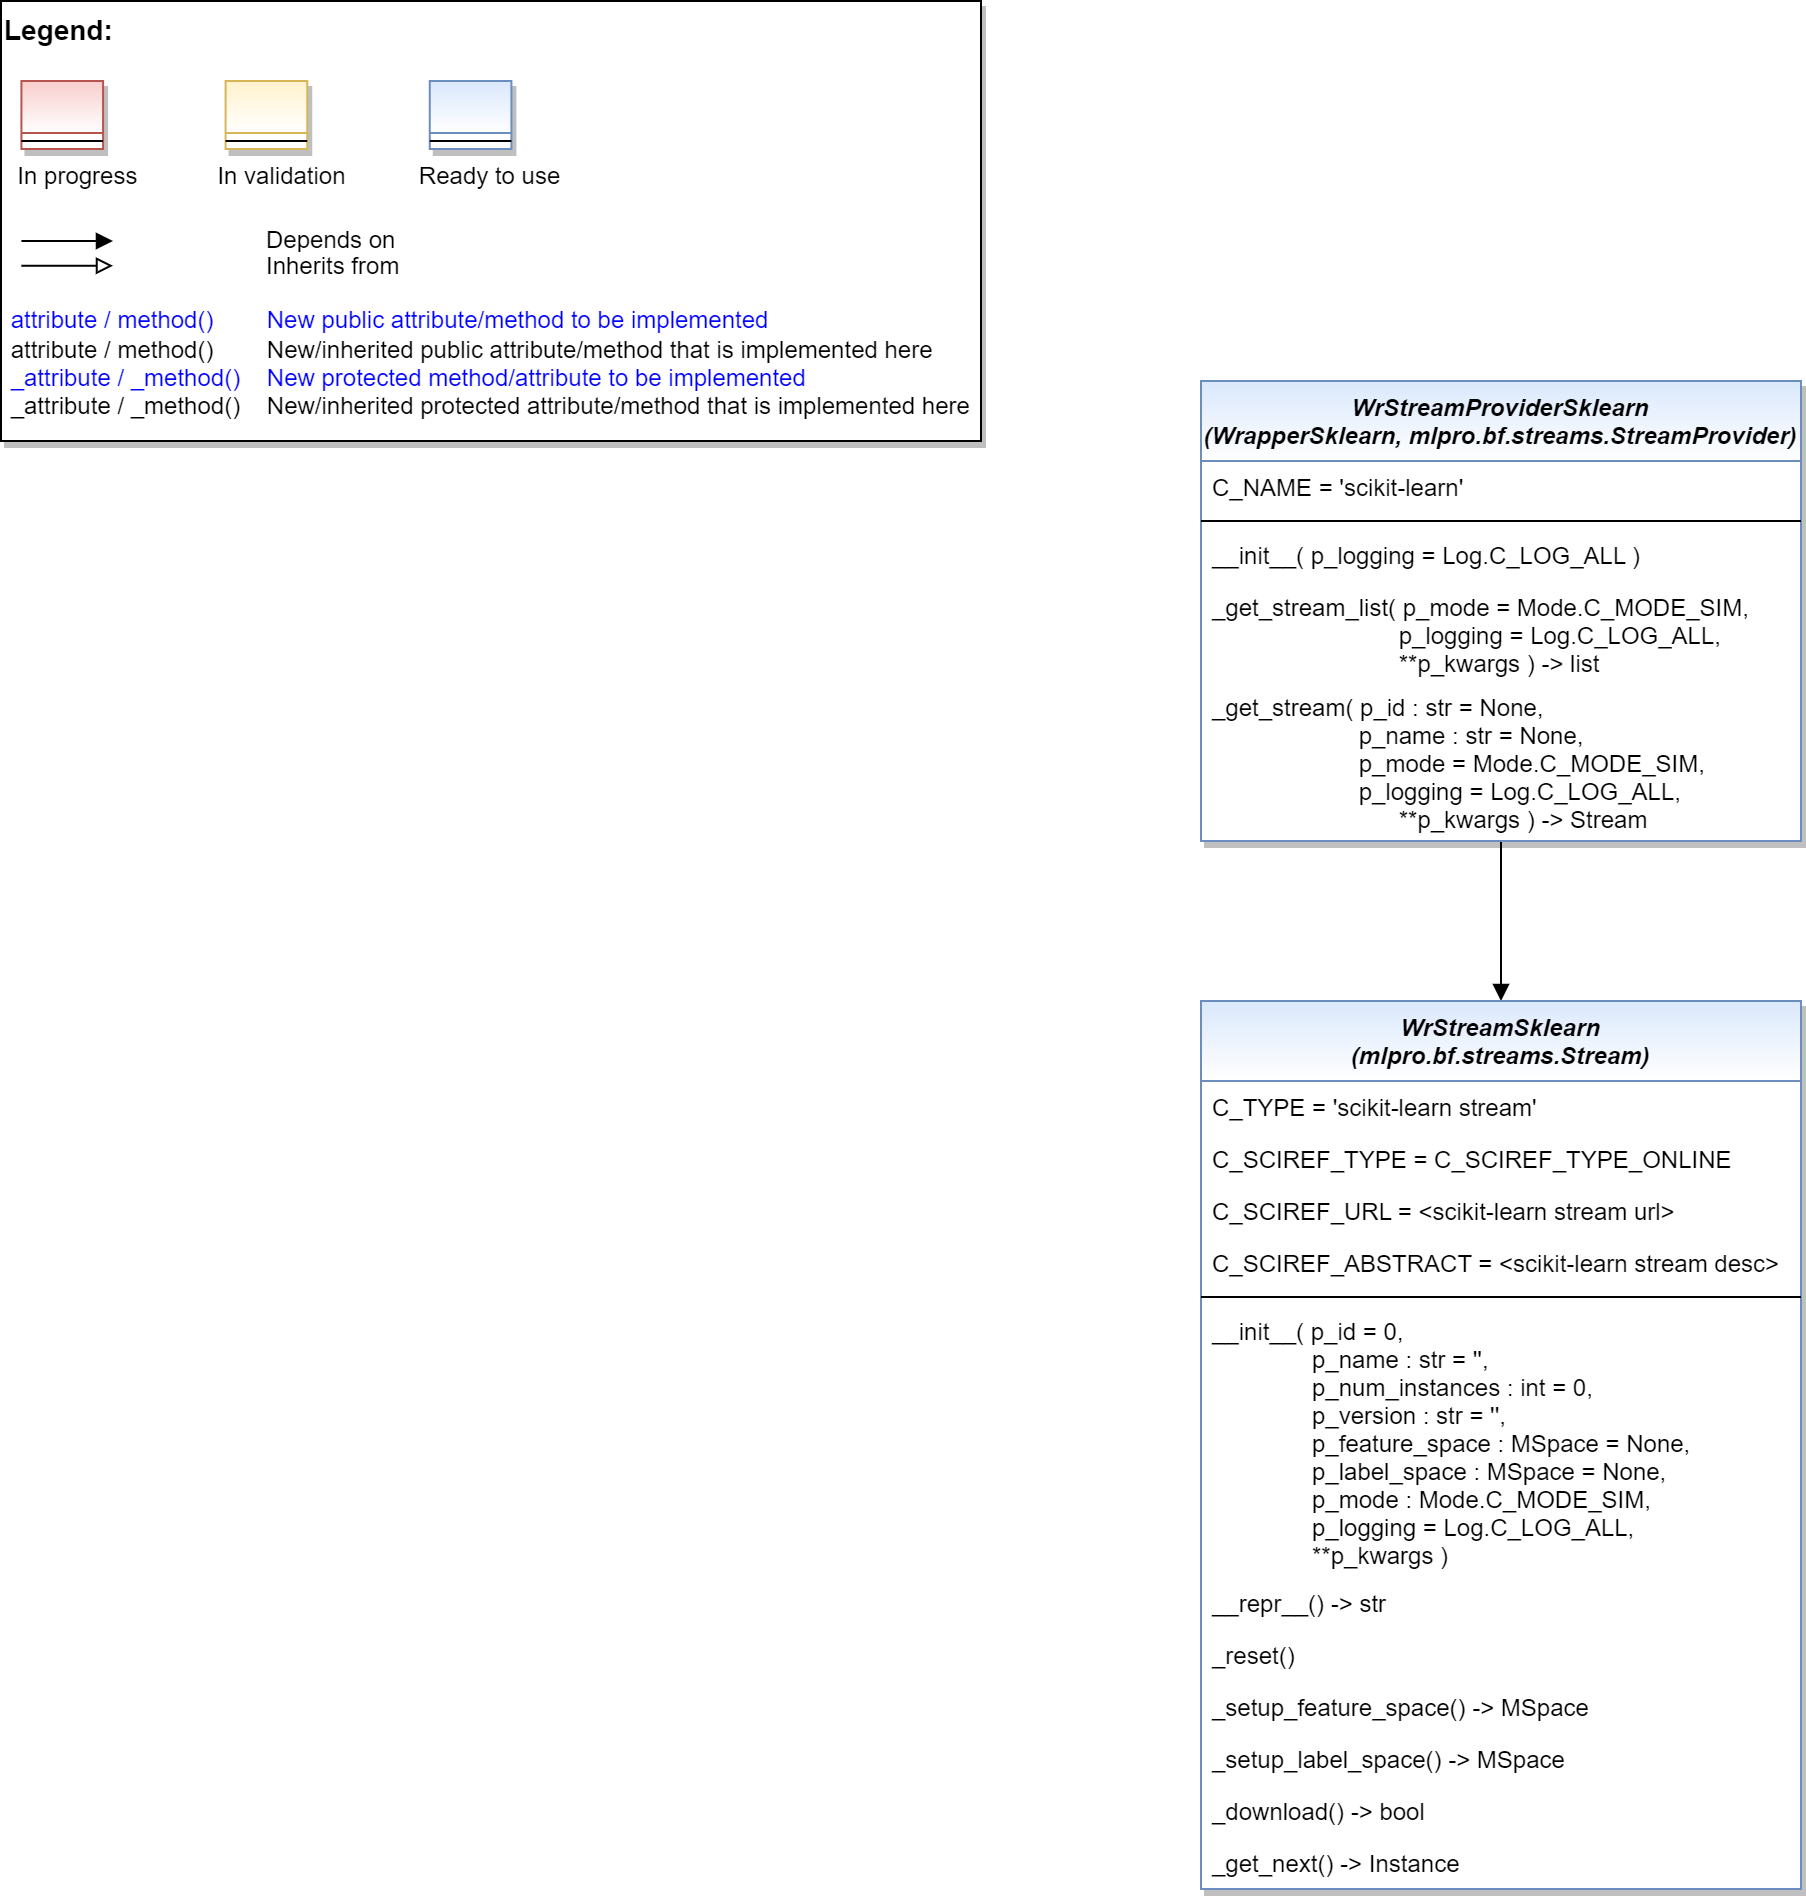 Legend:
In progress
In validation
Ready to use
Depends on
Inherits from
attribute / method() New public attribute/method to be implemented
attribute / method() New/inherited public attribute/method that is implemented here
_attribute / _method() New protected method/attribute to be implemented
_attribute / _method() New/inherited protected attribute/method that is implemented here
WrStreamProviderSklearn
(WrapperSklearn, mlpro.bf.streams.StreamProvider)
C_NAME = 'scikit-learn'
__init__( p_logging = Log.C_LOG_ALL )
_get_stream_list( p_mode = Mode.C_MODE_SIM,
p_logging = Log.C_LOG_ALL,
**p_kwargs ) -> list
_get_stream( p_id : str = None,
p_name : str = None,
p_mode = Mode.C_MODE_SIM,
p_logging = Log.C_LOG_ALL,
**p_kwargs ) -> Stream
WrStreamSklearn
(mlpro.bf.streams.Stream)
C_TYPE = 'scikit-learn stream'
C_SCIREF_TYPE = C_SCIREF_TYPE_ONLINE
C_SCIREF_URL = <scikit-learn stream url>
C_SCIREF_ABSTRACT = <scikit-learn stream desc>
__init__( p_id = 0,
p_name : str = '',
p_num_instances : int = 0,
p_version : str = '',
p_feature_space : MSpace = None,
p_label_space : MSpace = None,
p_mode : Mode.C_MODE_SIM,
p_logging = Log.C_LOG_ALL,
**p_kwargs )
__repr__() -> str
_reset()
_setup_feature_space() -> MSpace
_setup_label_space() -> MSpace
_download() -> bool
_get_next() -> Instance